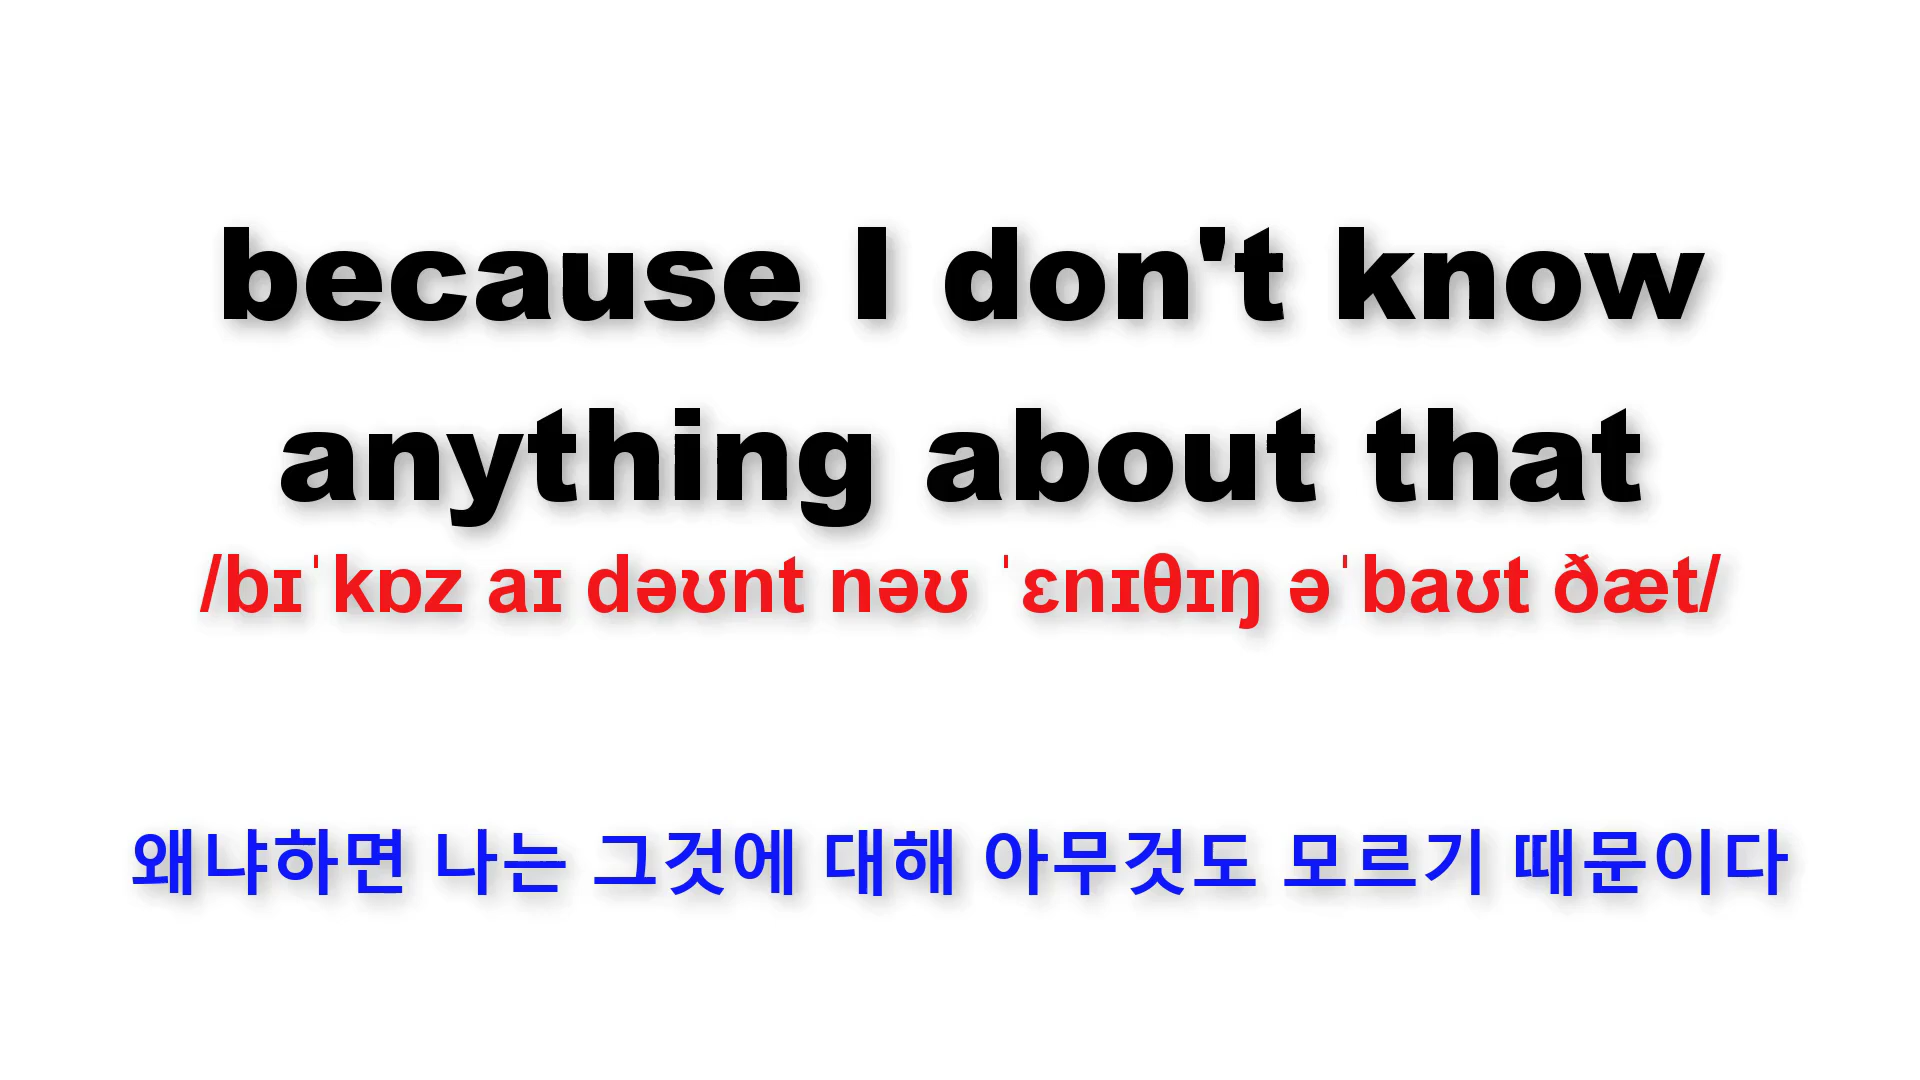 because I don't know
anything about that
/bɪˈkɒz aɪ dəʊnt nəʊ ˈɛnɪθɪŋ əˈbaʊt ðæt/
왜냐하면 나는 그것에 대해 아무것도 모르기 때문이다